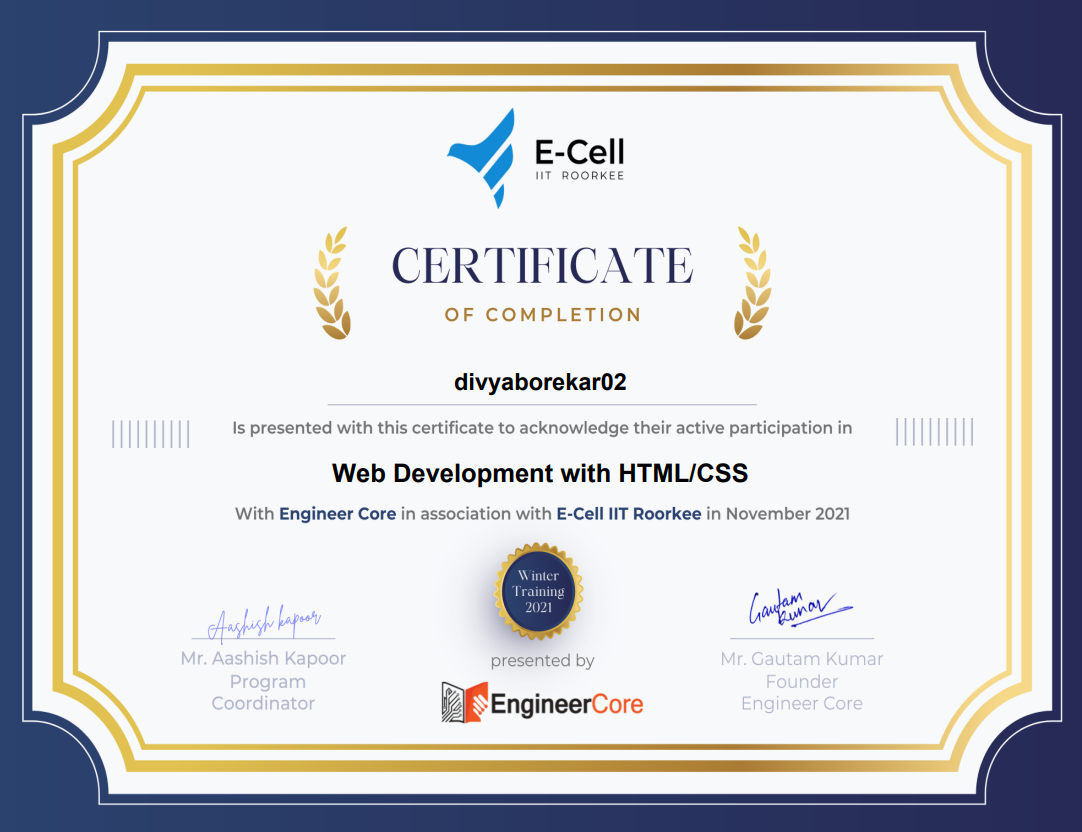 E-Cell
IIT ROORKEE
CERTIFICATE
OF COMPLETION
divyaborekar02
Is presented with this certificate to acknowledge their active participation in
Web Development with HTML/CSS
With Engineer Core in association with E-Cell IIT Roorkee in November 2021
Winter
Training
2021
Aashish kapoor
Mr. Aashish Kapoor
Program
Coordinator
presented by
EngineerCore
Gautam
Kumar
Mr. Gautam Kumar
Founder
Engineer Core